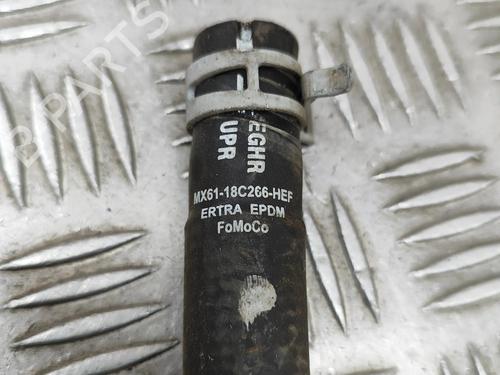 EGHR
UPR
MX61-18C266-HEF
ERTRA EPDM
FoMoCo
B-PARTS